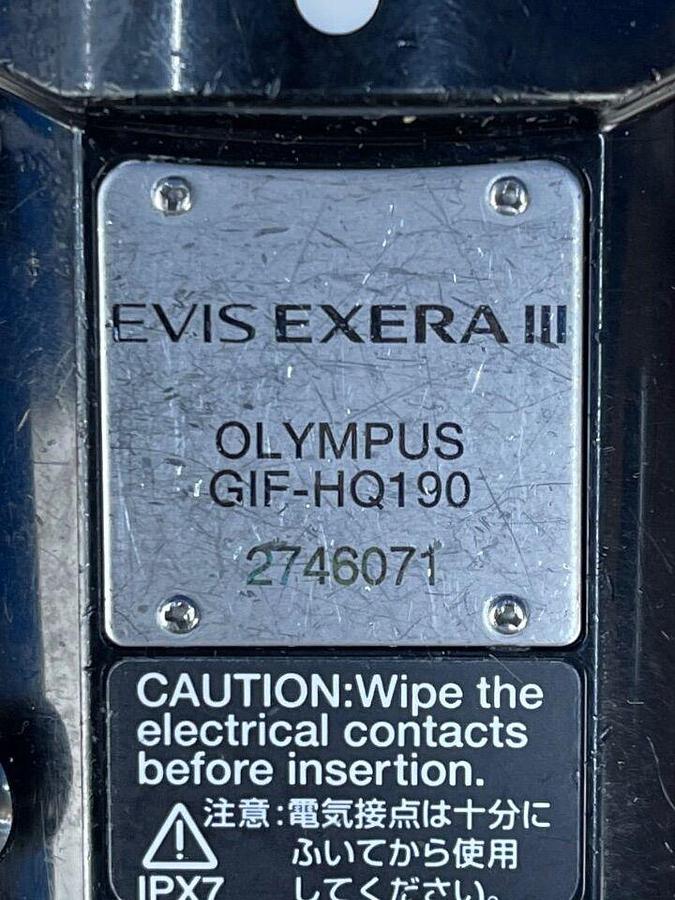 EVIS EXERA III
OLYMPUS
GIF-HQ190
2746071
CAUTION:Wipe the
electrical contacts
before insertion.
注意:電気接点は十分に
ふいてから使用
IPX7 してください。